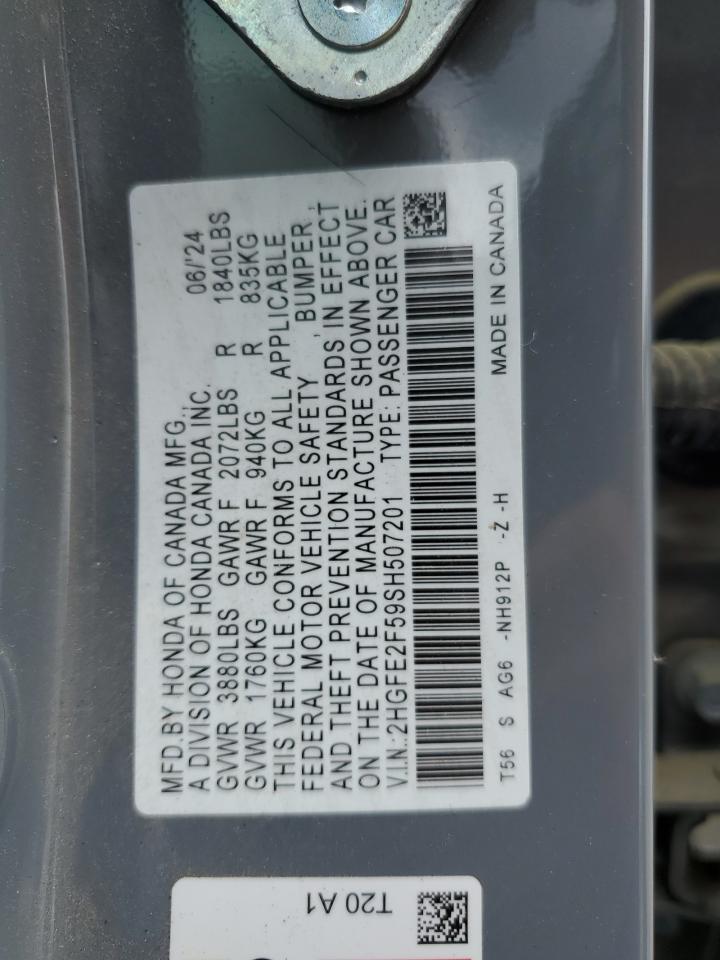 MFD.BY HONDA OF CANADA MFG., 06/'24
A DIVISION OF HONDA CANADA INC.
GVWR 3880LBS GAWR F 2072LBS R 1840LBS
GVWR 1760KG GAWR F 940KG R 835KG
THIS VEHICLE CONFORMS TO ALL APPLICABLE
FEDERAL MOTOR VEHICLE SAFETY , BUMPER ,
AND THEFT PREVENTION STANDARDS IN EFFECT
ON THE DATE OF MANUFACTURE SHOWN ABOVE.
V.I.N.:2HGFE2F59SH507201 TYPE: PASSENGER CAR
T56 S AG6 -NH912P -Z -H MADE IN CANADA
T20 A1